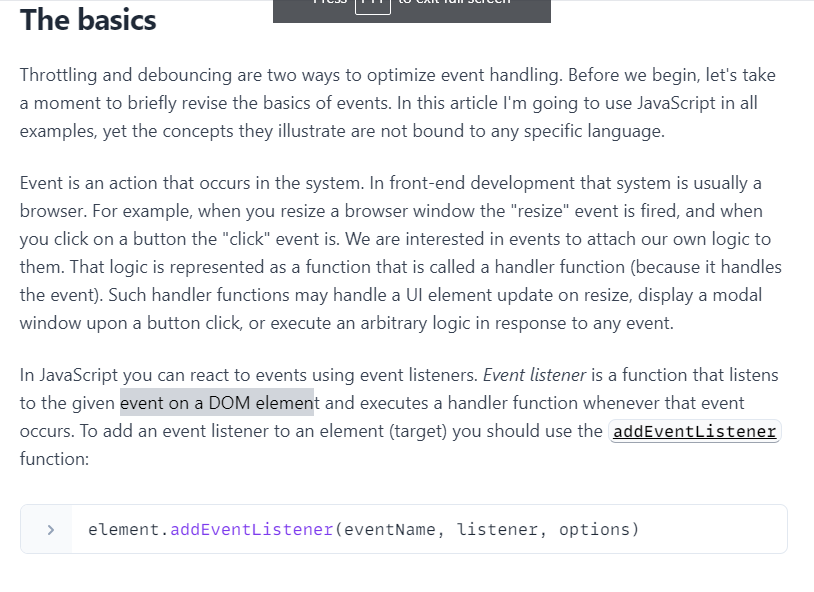 Press F11 to exit full screen
The basics
Throttling and debouncing are two ways to optimize event handling. Before we begin, let's take
a moment to briefly revise the basics of events. In this article I'm going to use JavaScript in all
examples, yet the concepts they illustrate are not bound to any specific language.
Event is an action that occurs in the system. In front-end development that system is usually a
browser. For example, when you resize a browser window the "resize" event is fired, and when
you click on a button the "click" event is. We are interested in events to attach our own logic to
them. That logic is represented as a function that is called a handler function (because it handles
the event). Such handler functions may handle a UI element update on resize, display a modal
window upon a button click, or execute an arbitrary logic in response to any event.
In JavaScript you can react to events using event listeners. Event listener is a function that listens
to the given event on a DOM element and executes a handler function whenever that event
occurs. To add an event listener to an element (target) you should use the addEventListener
function:
element.addEventListener(eventName, listener, options)